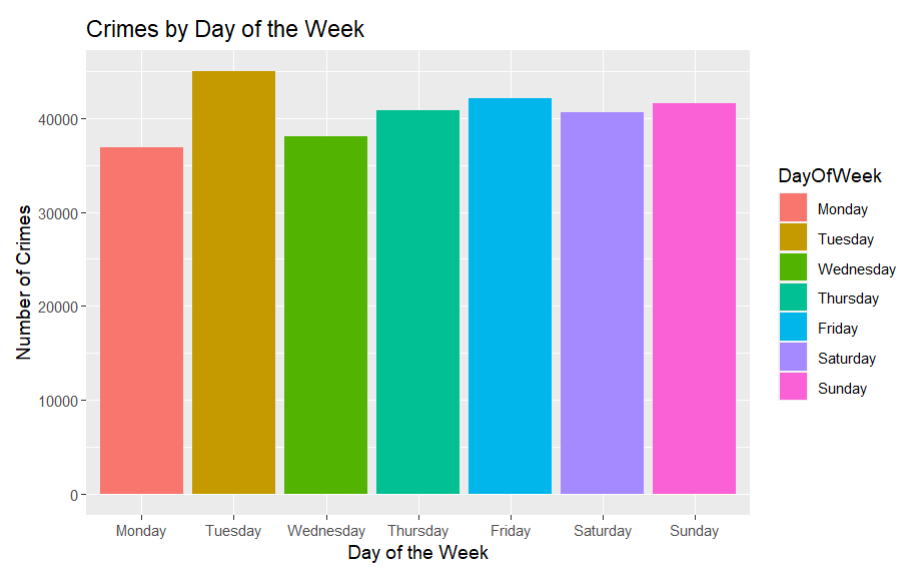 Crimes by Day of the Week
Number of Crimes
40000
30000
20000
10000
0
Monday Tuesday Wednesday Thursday Friday Saturday Sunday
Day of the Week
DayOfWeek
Monday
Tuesday
Wednesday
Thursday
Friday
Saturday
Sunday